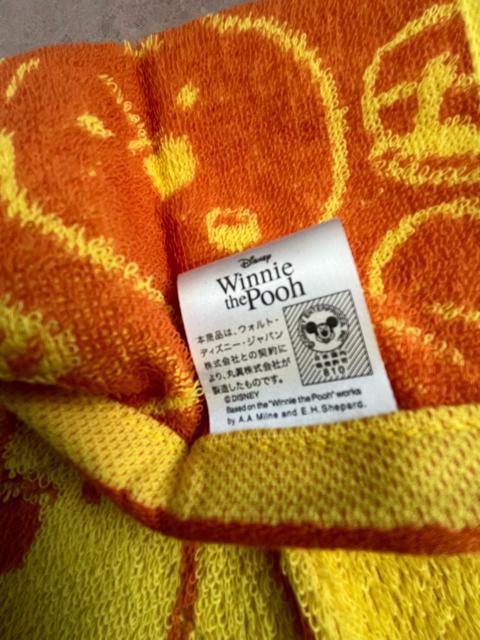 Disney
Winnie
the Pooh
本商品は、ウォルト・
ディズニー・ジャパン
株式会社との契約に
より、丸眞株式会社が
製造したものです。
©DISNEY
Based on the "Winnie the Pooh" works
by A.A. Milne and E.H. Shepard.
810